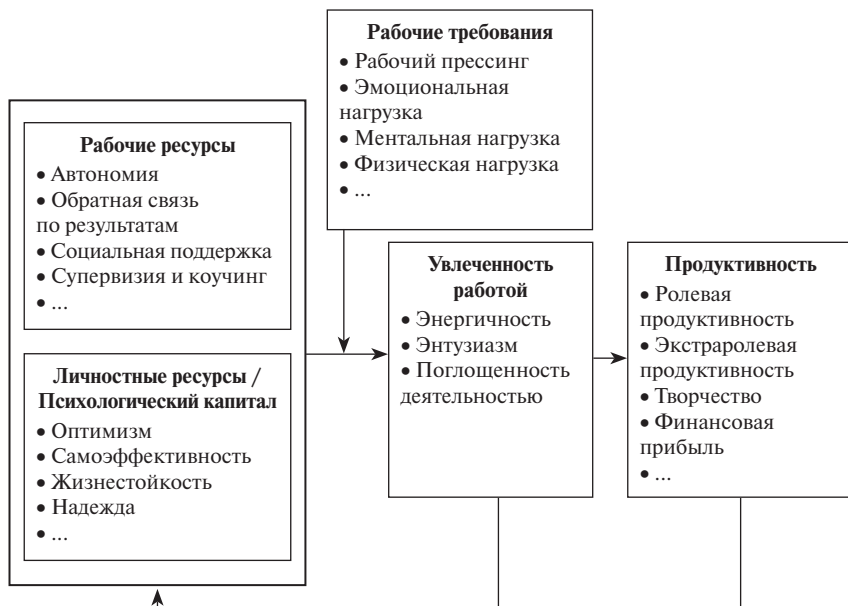 Рабочие требования
• Рабочий прессинг
• Эмоциональная
нагрузка
• Ментальная нагрузка
• Физическая нагрузка
• ...
Рабочие ресурсы
• Автономия
• Обратная связь
по результатам
• Социальная поддержка
• Супервизия и коучинг
• ...
Личностные ресурсы /
Психологический капитал
• Оптимизм
• Самоэффективность
• Жизнестойкость
• Надежда
• ...
Увлеченность
работой
• Энергичность
• Энтузиазм
• Поглощенность
деятельностью
Продуктивность
• Ролевая
продуктивность
• Экстраролевая
продуктивность
• Творчество
• Финансовая
прибыль
• ...